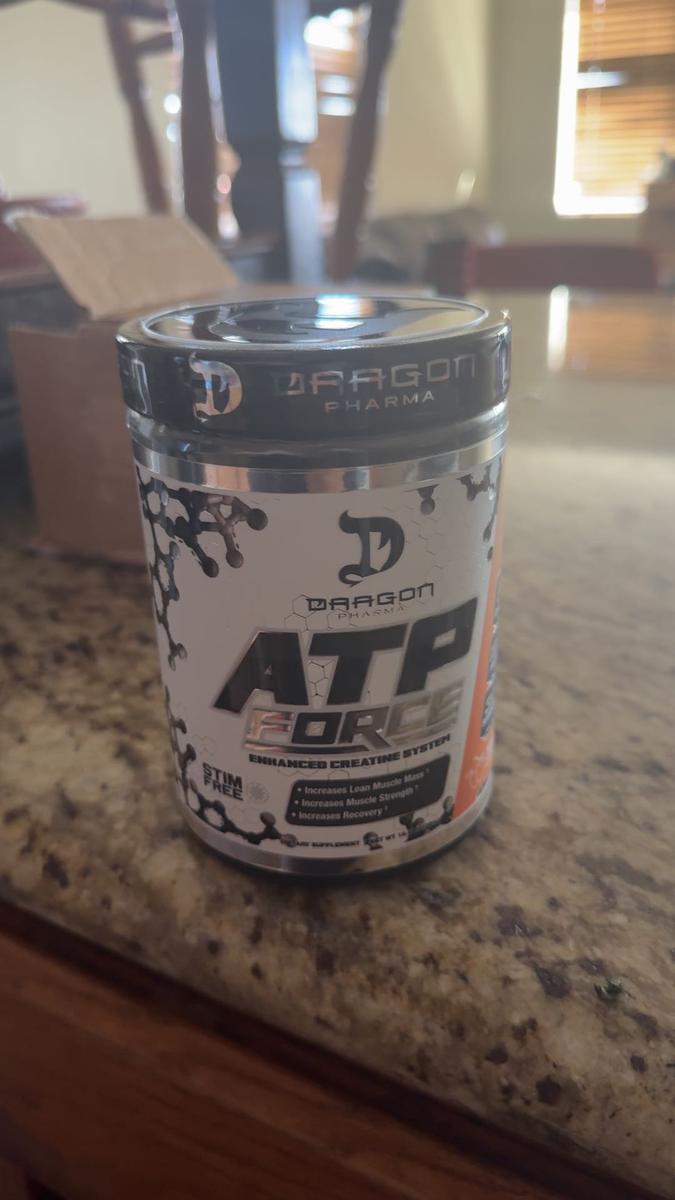 D DRAGON
PHARMA
D
DRAGON
PHARMA
ATP
FORCE
ENHANCED CREATINE SYSTEM
STIM
FREE
• Increases Lean Muscle Mass
• Increases Muscle Strength
• Increases Recovery
SUPPLEMENT